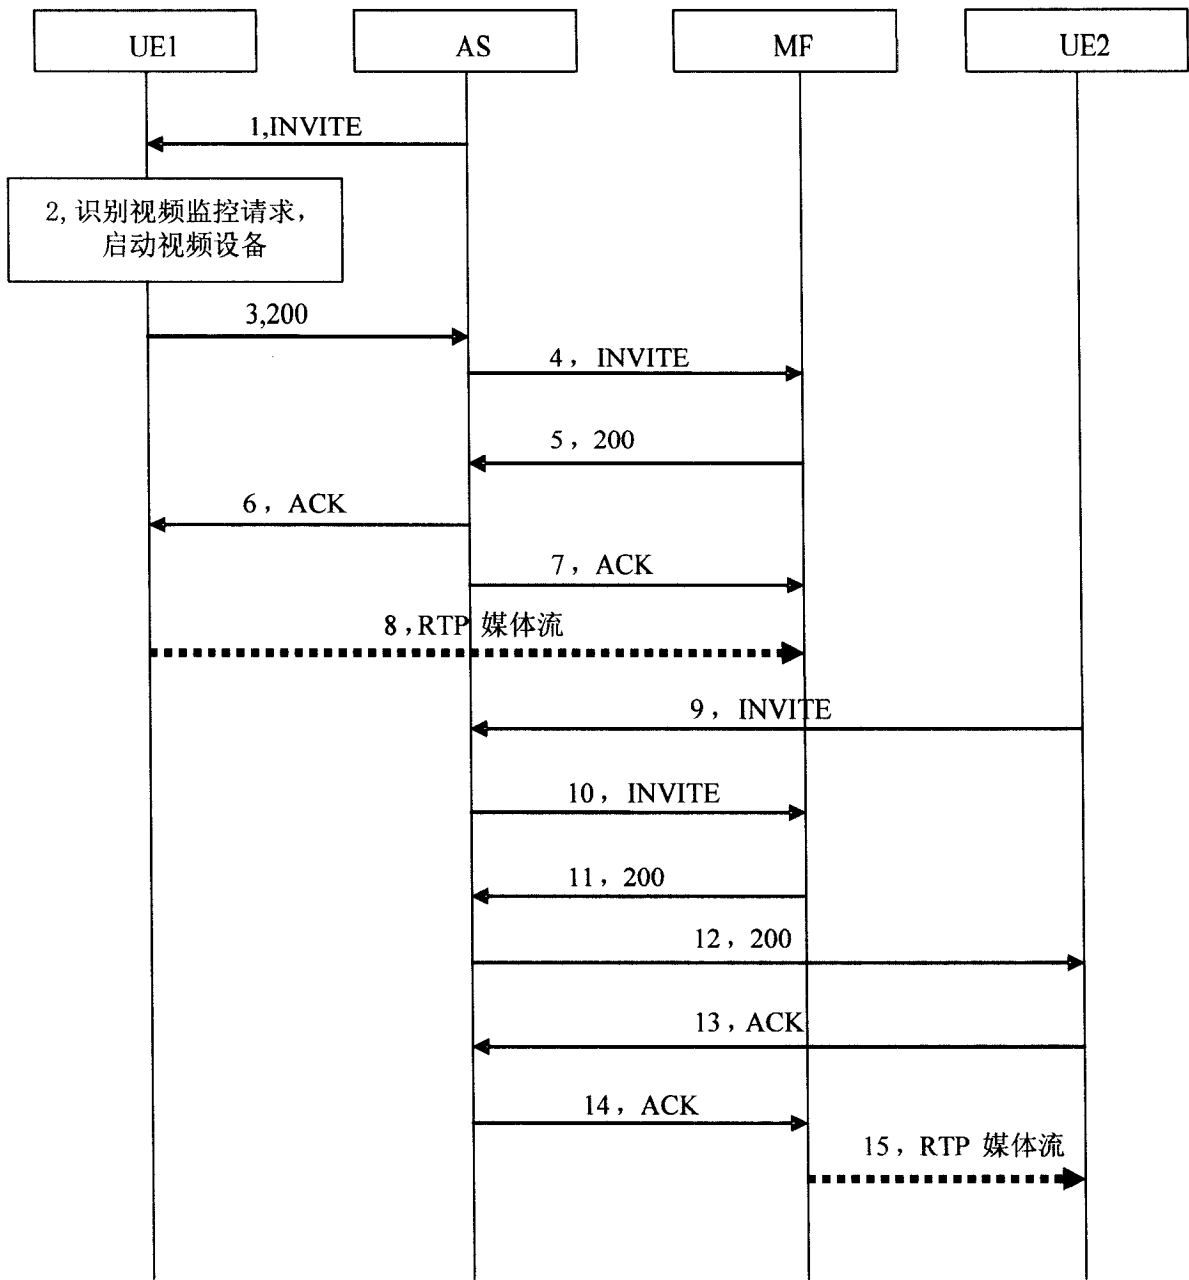 UE1
AS
MF
UE2
1,INVITE
2, 识别视频监控请求，
启动视频设备
3,200
4，INVITE
5，200
6，ACK
7，ACK
8,RTP 媒体流
9，INVITE
10，INVITE
11，200
12，200
13，ACK
14，ACK
15，RTP 媒体流